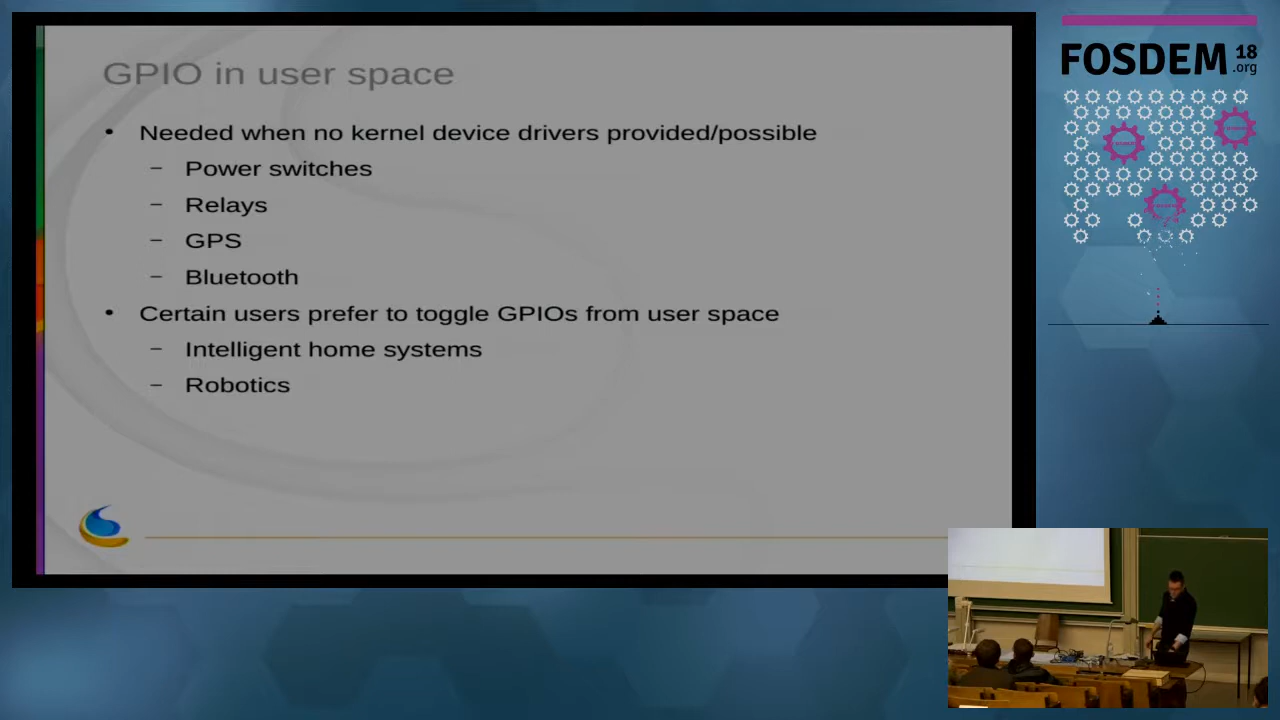 GPIO in user space
• Needed when no kernel device drivers provided/possible
– Power switches
– Relays
– GPS
– Bluetooth
• Certain users prefer to toggle GPIOs from user space
– Intelligent home systems
– Robotics
FOSDEM 18
.org